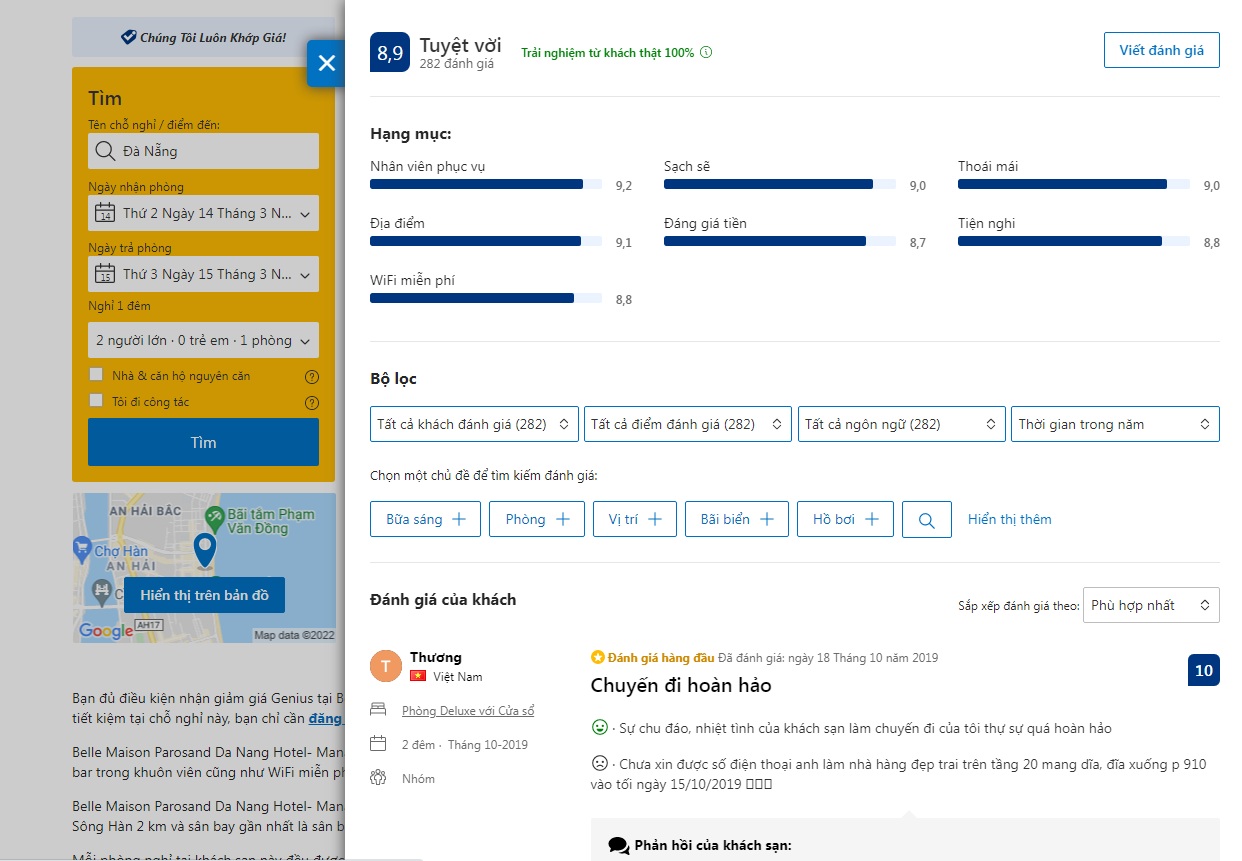 Chúng Tôi Luôn Khớp Giá!
Tìm
Tên chỗ nghỉ / điểm đến:
Đà Nẵng
Ngày nhận phòng
14
Thứ 2 Ngày 14 Tháng 3 N...
Ngày trả phòng
15
Thứ 3 Ngày 15 Tháng 3 N...
Nghỉ 1 đêm
2 người lớn · 0 trẻ em · 1 phòng
Nhà & căn hộ nguyên căn
Tôi đi công tác
Tìm
AN HẢI BẮC
Bãi tắm Phạm
Văn Đồng
Chợ Hàn
AN HẢI
C
Hiển thị trên bản đồ
AH17
Google
Map data ©2022
Bạn đủ điều kiện nhận giảm giá Genius tại B
tiết kiệm tại chỗ nghỉ này, bạn chỉ cần đăng
Belle Maison Parosand Da Nang Hotel- Man
bar trong khuôn viên cũng như WiFi miễn ph
Belle Maison Parosand Da Nang Hotel- Man
Sông Hàn 2 km và sân bay gần nhất là sân b
Mỗi phòng nghỉ tại khách sạn này đều được
8,9
Tuyệt vời
282 đánh giá
Trải nghiệm từ khách thật 100%
Viết đánh giá
Hạng mục:
Nhân viên phục vụ
9,2
Sạch sẽ
9,0
Thoái mái
9,0
Địa điểm
9,1
Đáng giá tiền
8,7
Tiện nghi
8,8
WiFi miễn phí
8,8
Bộ lọc
Tất cả khách đánh giá (282)
Tất cả điểm đánh giá (282)
Tất cả ngôn ngữ (282)
Thời gian trong năm
Chọn một chủ đề để tìm kiếm đánh giá:
Bữa sáng
Phòng
Vị trí
Bãi biển
Hồ bơi
Hiển thị thêm
Đánh giá của khách
Sắp xếp đánh giá theo:
Phù hợp nhất
T
Thương
Việt Nam
Phòng Deluxe với Cửa sổ
2 đêm · Tháng 10-2019
Nhóm
Đánh giá hàng đầu Đã đánh giá: ngày 18 Tháng 10 năm 2019
10
Chuyến đi hoàn hảo
· Sự chu đáo, nhiệt tình của khách sạn làm chuyến đi của tôi thự sự quá hoàn hảo
· Chưa xin được số điện thoại anh làm nhà hàng đẹp trai trên tầng 20 mang dĩa, đĩa xuống p 910
vào tối ngày 15/10/2019
Phản hồi của khách sạn: